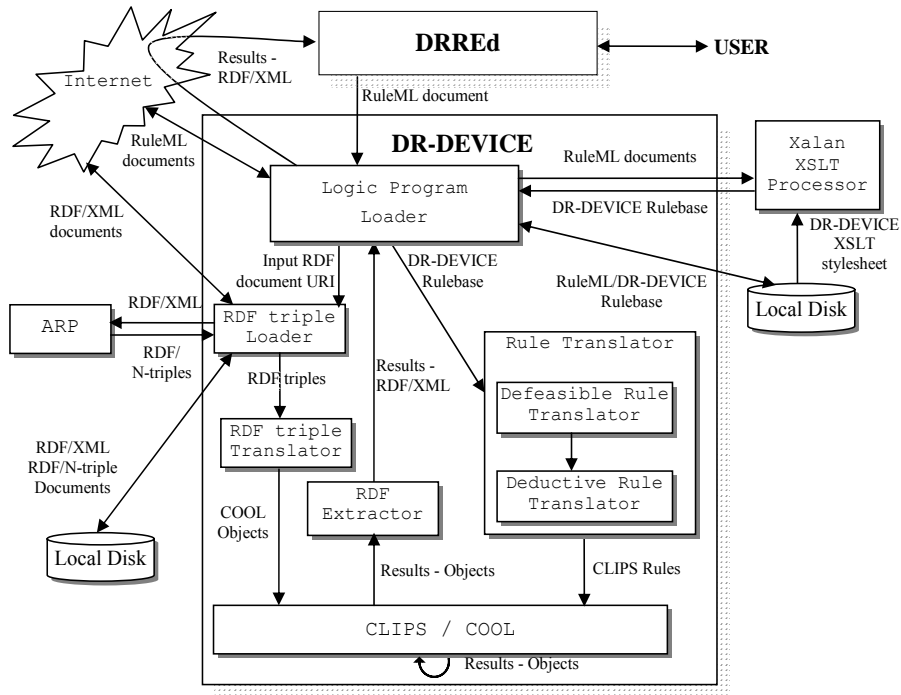 DRREd
USER
Internet
Results -
RDF/XML
RuleML document
RuleML
documents
DR-DEVICE
Logic Program
Loader
RuleML documents
DR-DEVICE Rulebase
Xalan
XSLT
Processor
DR-DEVICE
XSLT
stylesheet
RDF/XML
documents
Input RDF
document URI
DR-DEVICE
Rulebase
RuleML/DR-DEVICE
Rulebase
Local Disk
ARP
RDF/XML
RDF/
N-triples
RDF triple
Loader
RDF triples
Results -
RDF/XML
Rule Translator
Defeasible Rule
Translator
Deductive Rule
Translator
RDF triple
Translator
RDF/XML
RDF/N-triple
Documents
Local Disk
COOL
Objects
RDF
Extractor
Results - Objects
CLIPS Rules
CLIPS / COOL
Results - Objects